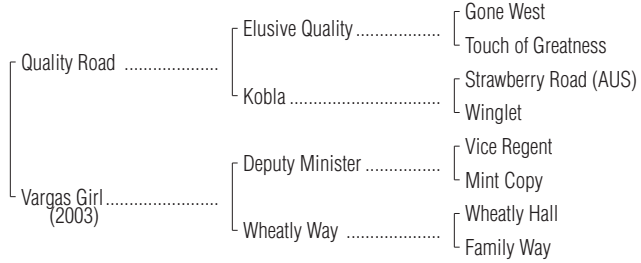 Gone West
Elusive Quality ....................
Touch of Greatness
Quality Road ......................
Strawberry Road (AUS)
Kobla ....................................
Winglet
Vice Regent
Deputy Minister ..................
Mint Copy
Vargas Girl ..........................
(2003)
Wheatly Hall
Wheatly Way ......................
Family Way